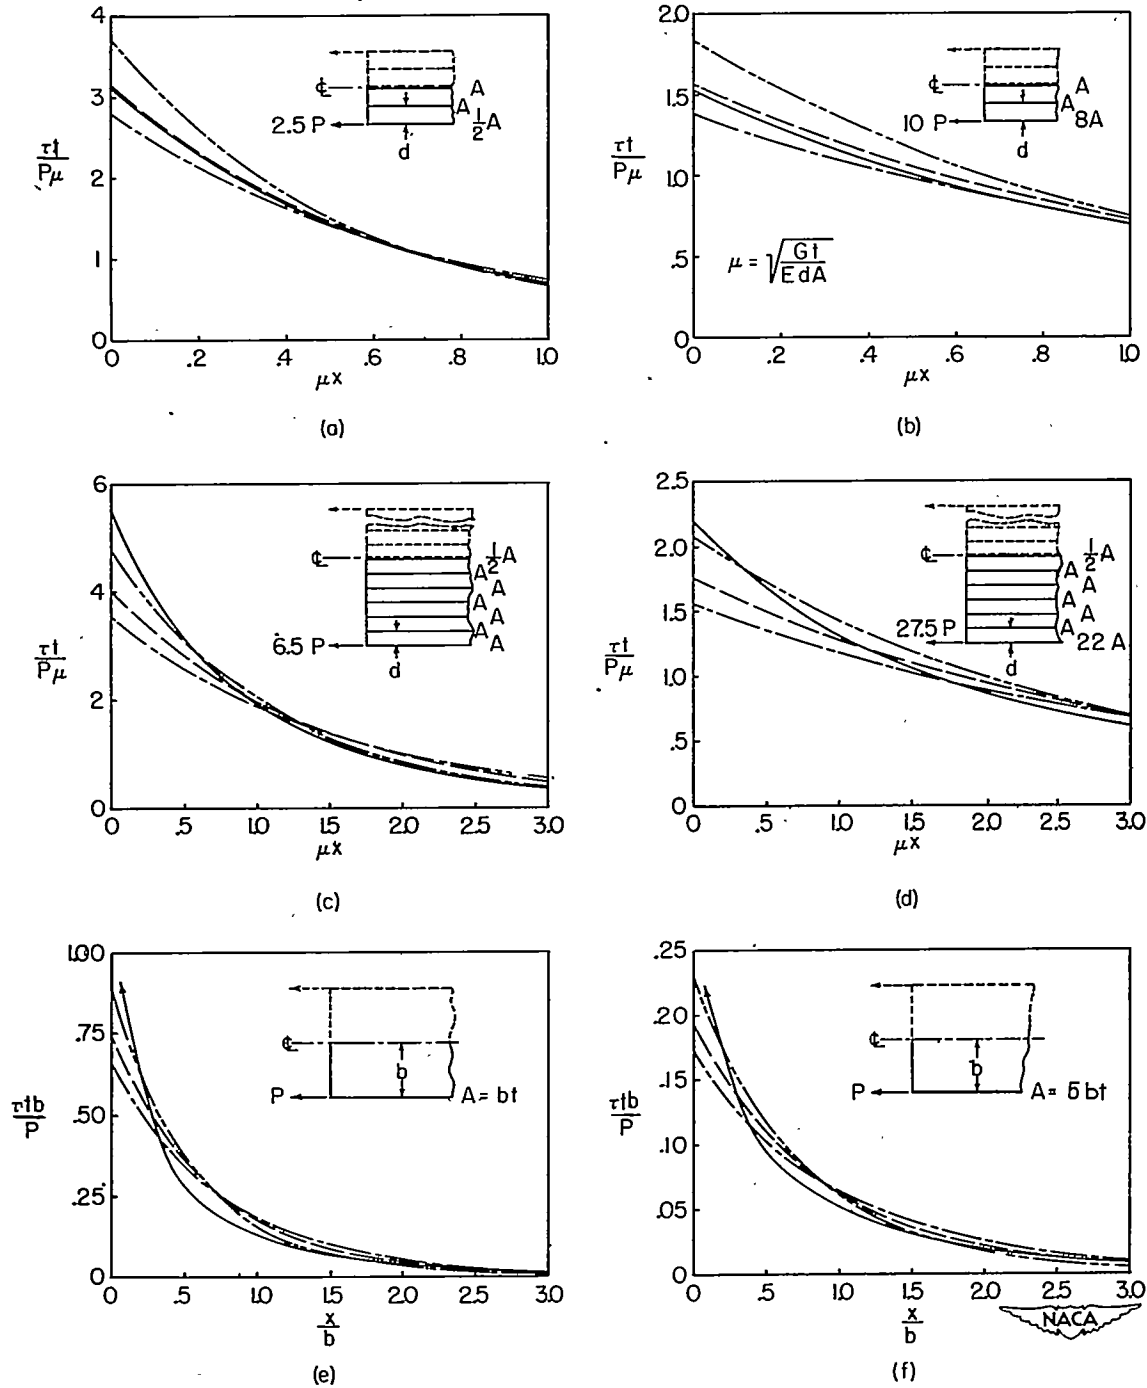 4
3
2
1
0
τt
Pμ
0 .2 .4 .6 .8 1.0
μx
℄
A
A
½A
2.5 P
d
(a)
2.0
1.5
1.0
.5
0
τt
Pμ
0 .2 .4 .6 .8 1.0
μx
℄
A
A
8A
10 P
d
μ = √Gt/EdA
(b)
6
4
2
0
τt
Pμ
0 .5 1.0 1.5 2.0 2.5 3.0
μx
℄
½A
A
A
A
A
A
A
6.5 P
d
(c)
2.5
2.0
1.5
1.0
.5
0
τt
Pμ
0 .5 1.0 1.5 2.0 2.5 3.0
μx
℄
½A
A
A
A
A
A
22 A
27.5 P
d
(d)
1.00
.75
.50
.25
0
τtb
P
0 .5 1.0 1.5 2.0 2.5 3.0
x
b
℄
b
P
A = bt
(e)
.25
.20
.15
.10
.05
0
τtb
P
0 .5 1.0 1.5 2.0 2.5 3.0
x
b
℄
b
P
A = 5 bt
(f)
NACA